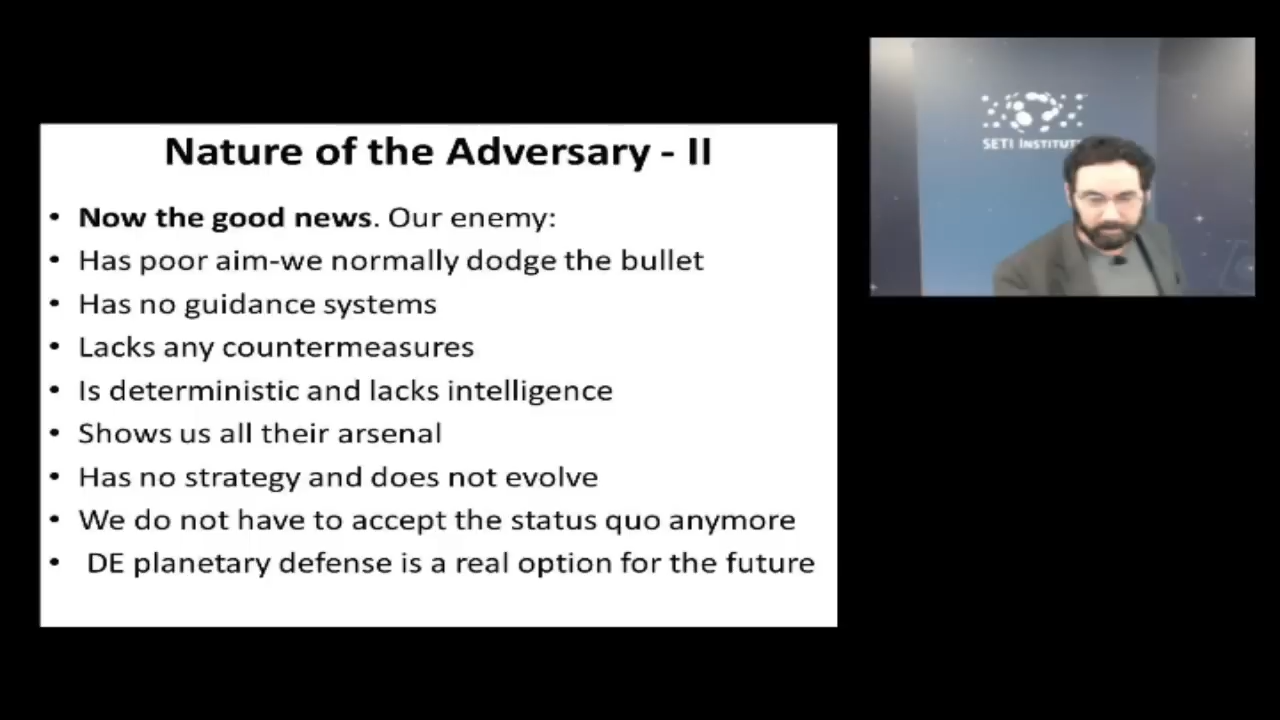 Nature of the Adversary - II
• Now the good news. Our enemy:
• Has poor aim-we normally dodge the bullet
• Has no guidance systems
• Lacks any countermeasures
• Is deterministic and lacks intelligence
• Shows us all their arsenal
• Has no strategy and does not evolve
• We do not have to accept the status quo anymore
• DE planetary defense is a real option for the future
SETI INSTITUT